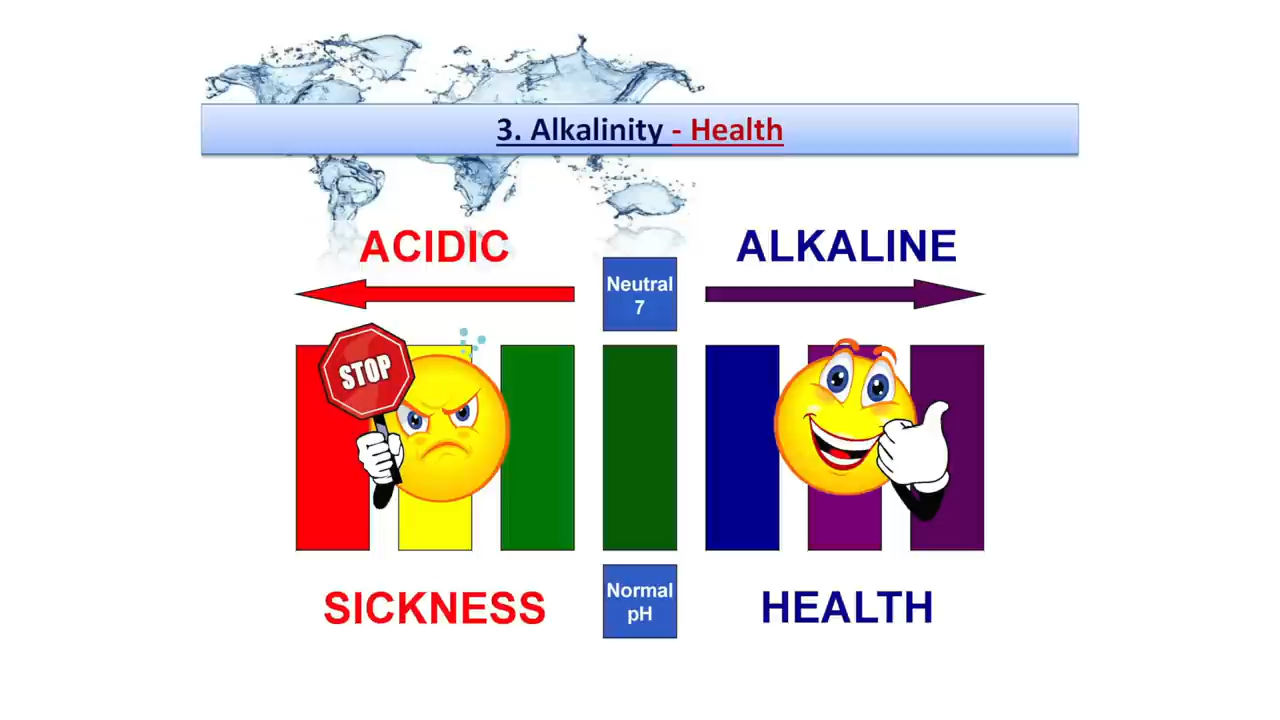 3. Alkalinity - Health
ACIDIC
ALKALINE
Neutral
7
STOP
SICKNESS
Normal
pH
HEALTH